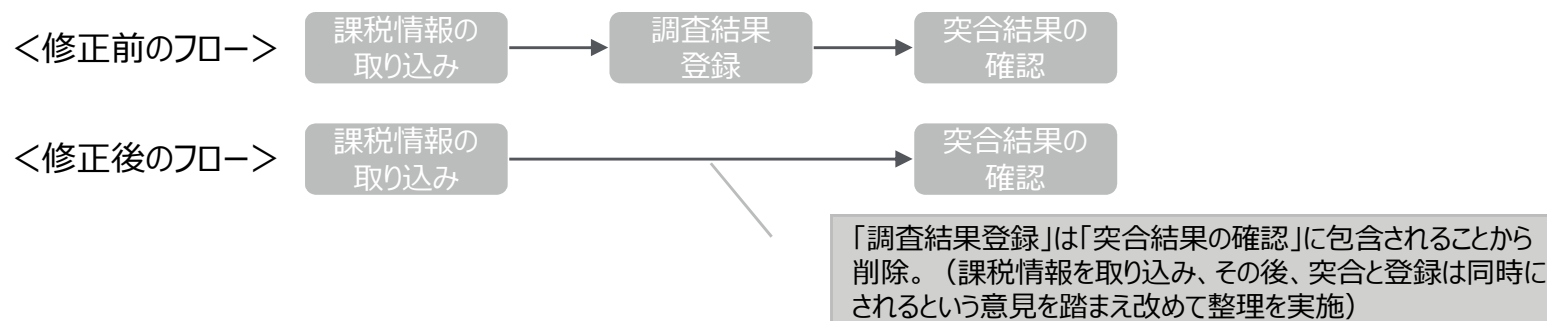 ＜修正前のフロー＞
課税情報の
取り込み
調査結果
登録
突合結果の
確認
＜修正後のフロー＞
課税情報の
取り込み
突合結果の
確認
「調査結果登録」は「突合結果の確認」に包含されることから
削除。（課税情報を取り込み、その後、突合と登録は同時に
されるという意見を踏まえ改めて整理を実施）